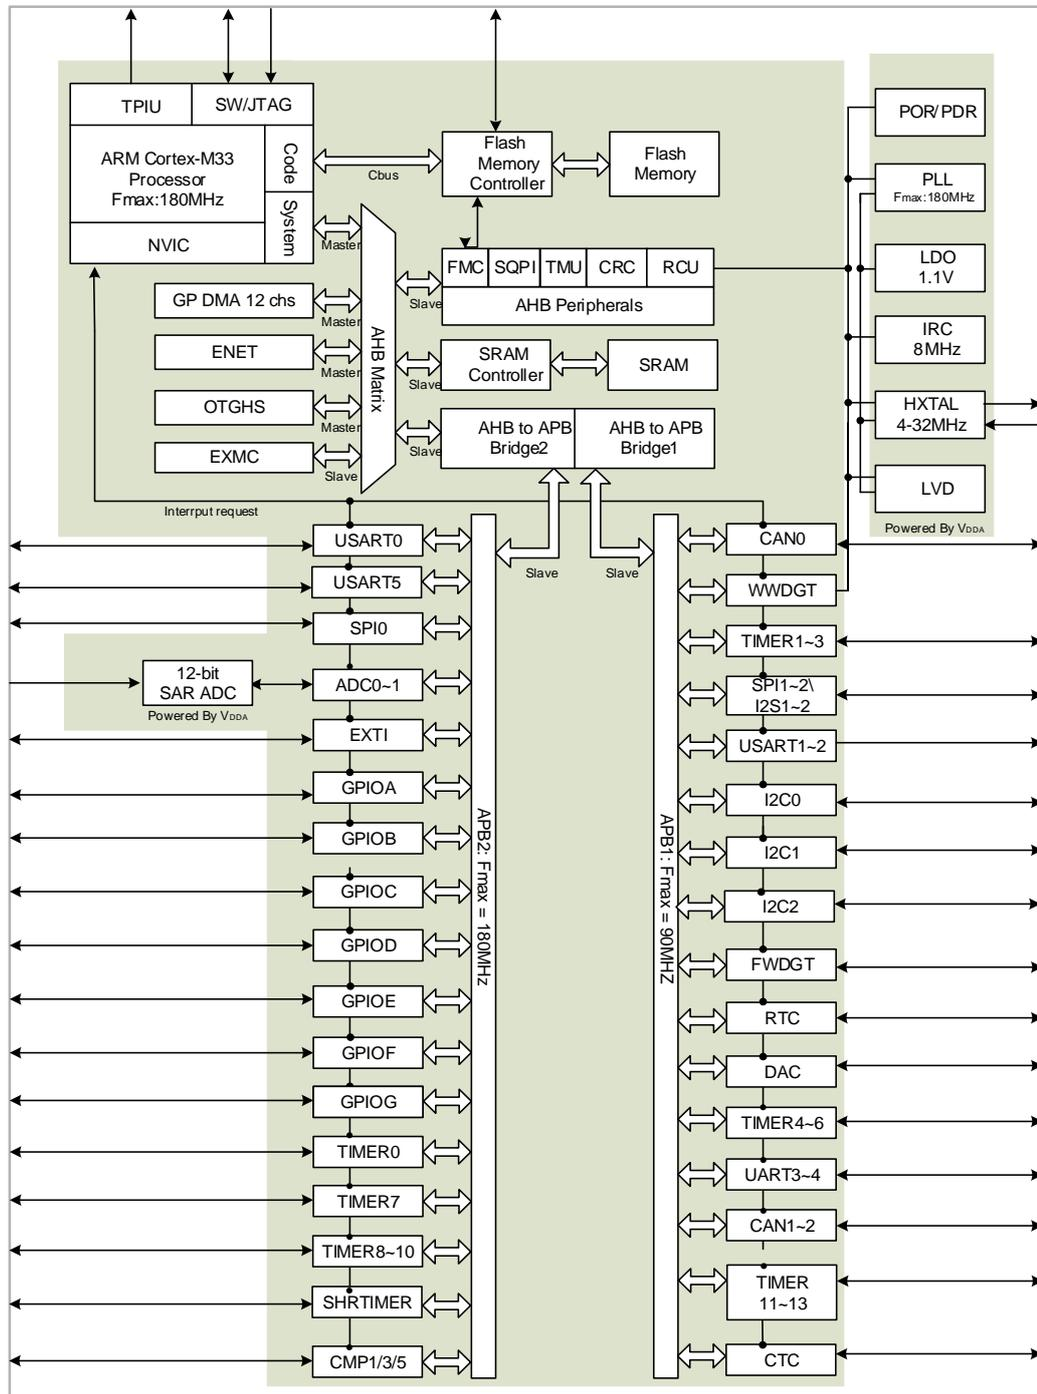 TPIU
SW/JTAG
ARM Cortex-M33
Processor
Fmax:180MHz
Code
System
NVIC
Cbus
Flash
Memory
Controller
Flash
Memory
POR/PDR
PLL
Fmax:180MHz
LDO
1.1V
IRC
8MHz
HXTAL
4-32MHz
LVD
Powered By VDDA
Master
FMC
SQPI
TMU
CRC
RCU
AHB Peripherals
Slave
GP DMA 12 chs
Master
ENET
Master
AHB Matrix
SRAM
Controller
SRAM
Slave
OTGHS
Master
AHB to APB
Bridge2
AHB to APB
Bridge1
Slave
EXMC
Slave
Interrput request
Slave
Slave
USART0
USART5
SPI0
12-bit
SAR ADC
Powered By VDDA
ADC0~1
EXTI
GPIOA
GPIOB
GPIOC
GPIOD
GPIOE
GPIOF
GPIOG
TIMER0
TIMER7
TIMER8~10
SHRTIMER
CMP1/3/5
APB2: Fmax = 180MHz
APB1: Fmax = 90MHZ
CAN0
WWDGT
TIMER1~3
SPI1~2\
I2S1~2
USART1~2
I2C0
I2C1
I2C2
FWDGT
RTC
DAC
TIMER4~6
UART3~4
CAN1~2
TIMER
11~13
CTC